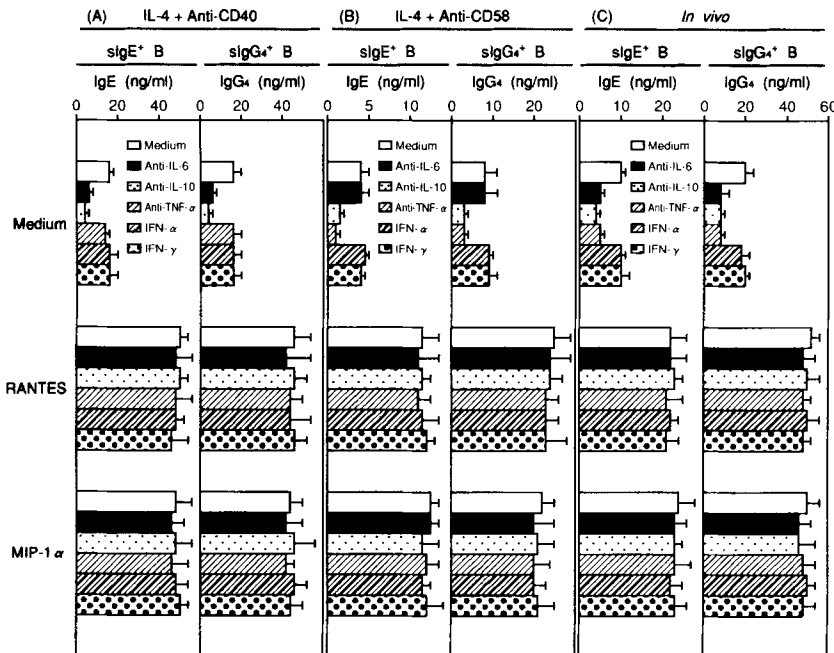 (A) IL-4 + Anti-CD40 (B) IL-4 + Anti-CD58 (C) In vivo
sIgE⁺ B sIgG₄⁺ B sIgE⁺ B sIgG₄⁺ B sIgE⁺ B sIgG₄⁺ B
IgE (ng/ml) IgG₄ (ng/ml) IgE (ng/ml) IgG₄ (ng/ml) IgE (ng/ml) IgG₄ (ng/ml)
0 20 40 0 20 40 0 5 10 0 10 20 0 10 20 30 0 20 40 60
Medium Medium Medium
Anti-IL-6 Anti-IL-6 Anti-IL-6
Anti-IL-10 Anti-IL-10 Anti-IL-10
Anti-TNF-α Anti-TNF-α Anti-TNF-α
Medium IFN-α IFN-α IFN-α
IFN-γ IFN-γ IFN-γ
RANTES
MIP-1α